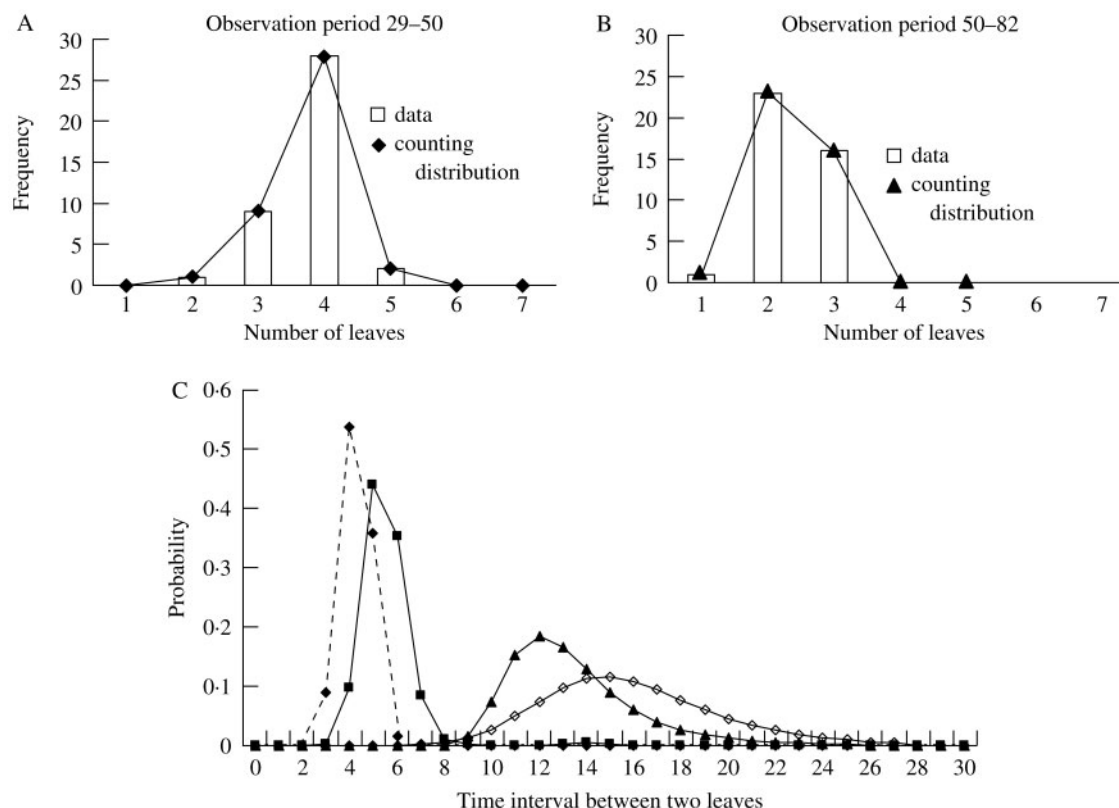 A
Observation period 29–50
30
25
20
15
10
5
0
Frequency
data
counting
distribution
1 2 3 4 5 6 7
Number of leaves
B
Observation period 50–82
30
25
20
15
10
5
0
Frequency
data
counting
distribution
1 2 3 4 5 6 7
Number of leaves
C
0·6
0·5
0·4
0·3
0·2
0·1
0
Probability
0 2 4 6 8 10 12 14 16 18 20 22 24 26 28 30
Time interval between two leaves